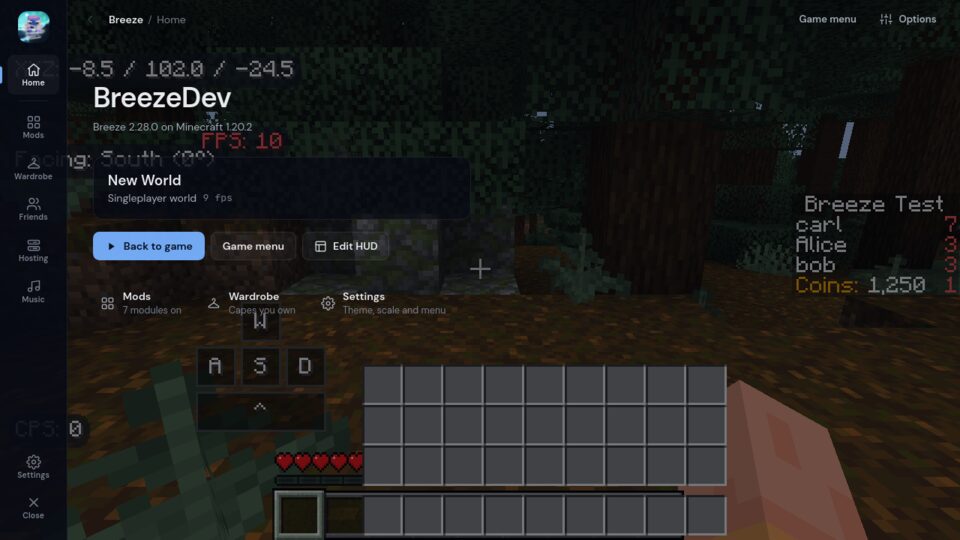 Breeze / Home
Game menu
Options
Home
-8.5 / 102.0 / -24.5
BreezeDev
Breeze 2.28.0 on Minecraft 1.20.2
FPS: 10
Mods
Facing: South (0°)
Wardrobe
New World
Singleplayer world 9 fps
Friends
Breeze Test
carl 7
Alice 3
bob 3
Coins: 1,250 1
Hosting
Back to game
Game menu
Edit HUD
Music
Mods
7 modules on
Wardrobe
Capes you own
Settings
Theme, scale and menu
W
A S D
CPS: 0
Settings
Close